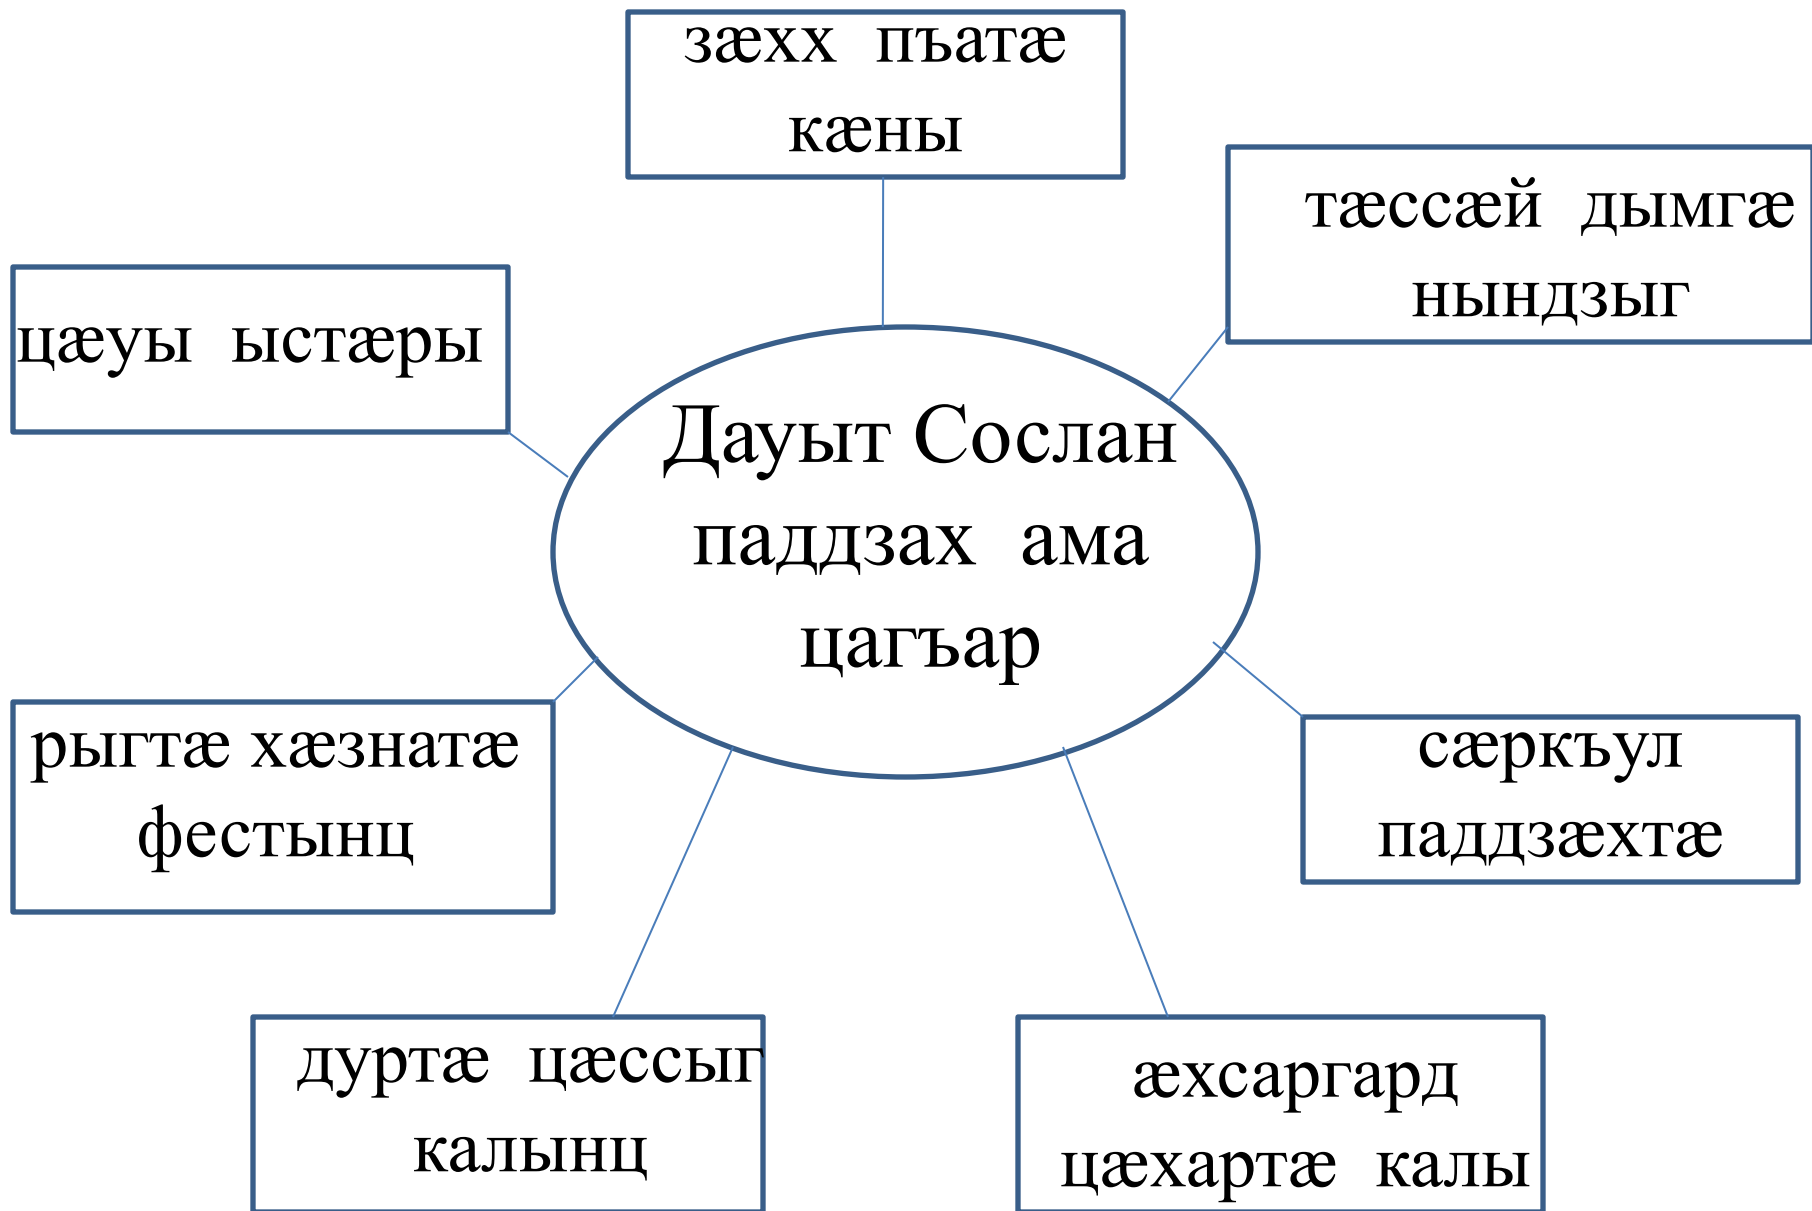 зæхх пъатæ
кæны
тæссæй дымгæ
нындзыг
цæуы ыстæры
Дауыт Сослан
паддзах ама
цагъар
рыгтæ хæзнатæ
фестынц
сæркъул
паддзæхтæ
дуртæ цæссыг
калынц
æхсаргард
цæхартæ калы